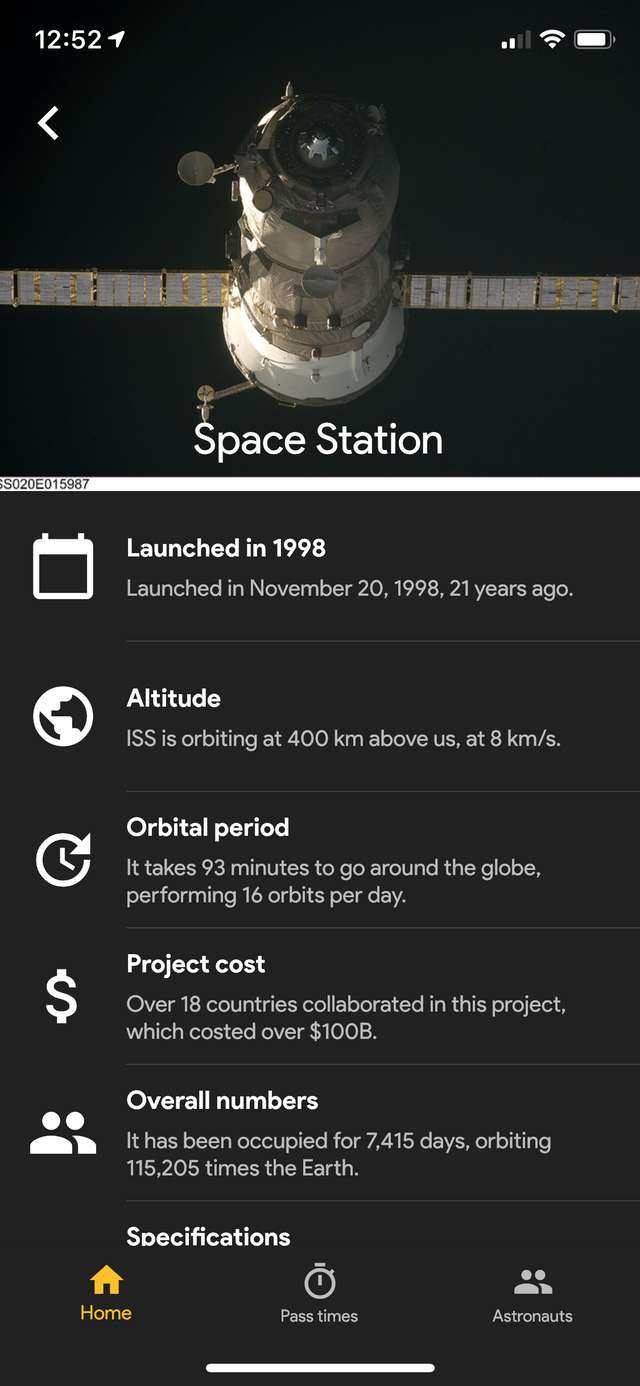 12:52
Space Station
SS020E015987
Launched in 1998
Launched in November 20, 1998, 21 years ago.
Altitude
ISS is orbiting at 400 km above us, at 8 km/s.
Orbital period
It takes 93 minutes to go around the globe,
performing 16 orbits per day.
Project cost
Over 18 countries collaborated in this project,
which costed over $100B.
Overall numbers
It has been occupied for 7,415 days, orbiting
115,205 times the Earth.
Specifications
Home
Pass times
Astronauts